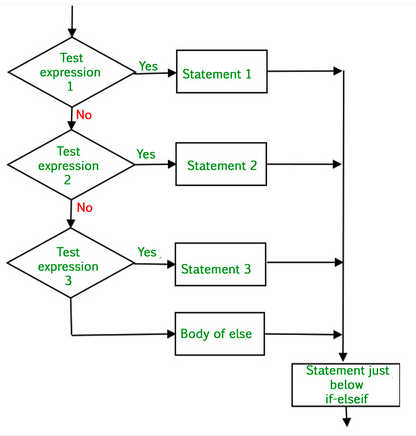 Test
expression
1
Yes
Statement 1
No
Test
expression
2
Yes
Statement 2
No
Test
expression
3
Yes
Statement 3
Body of else
Statement just
below
if-elseif